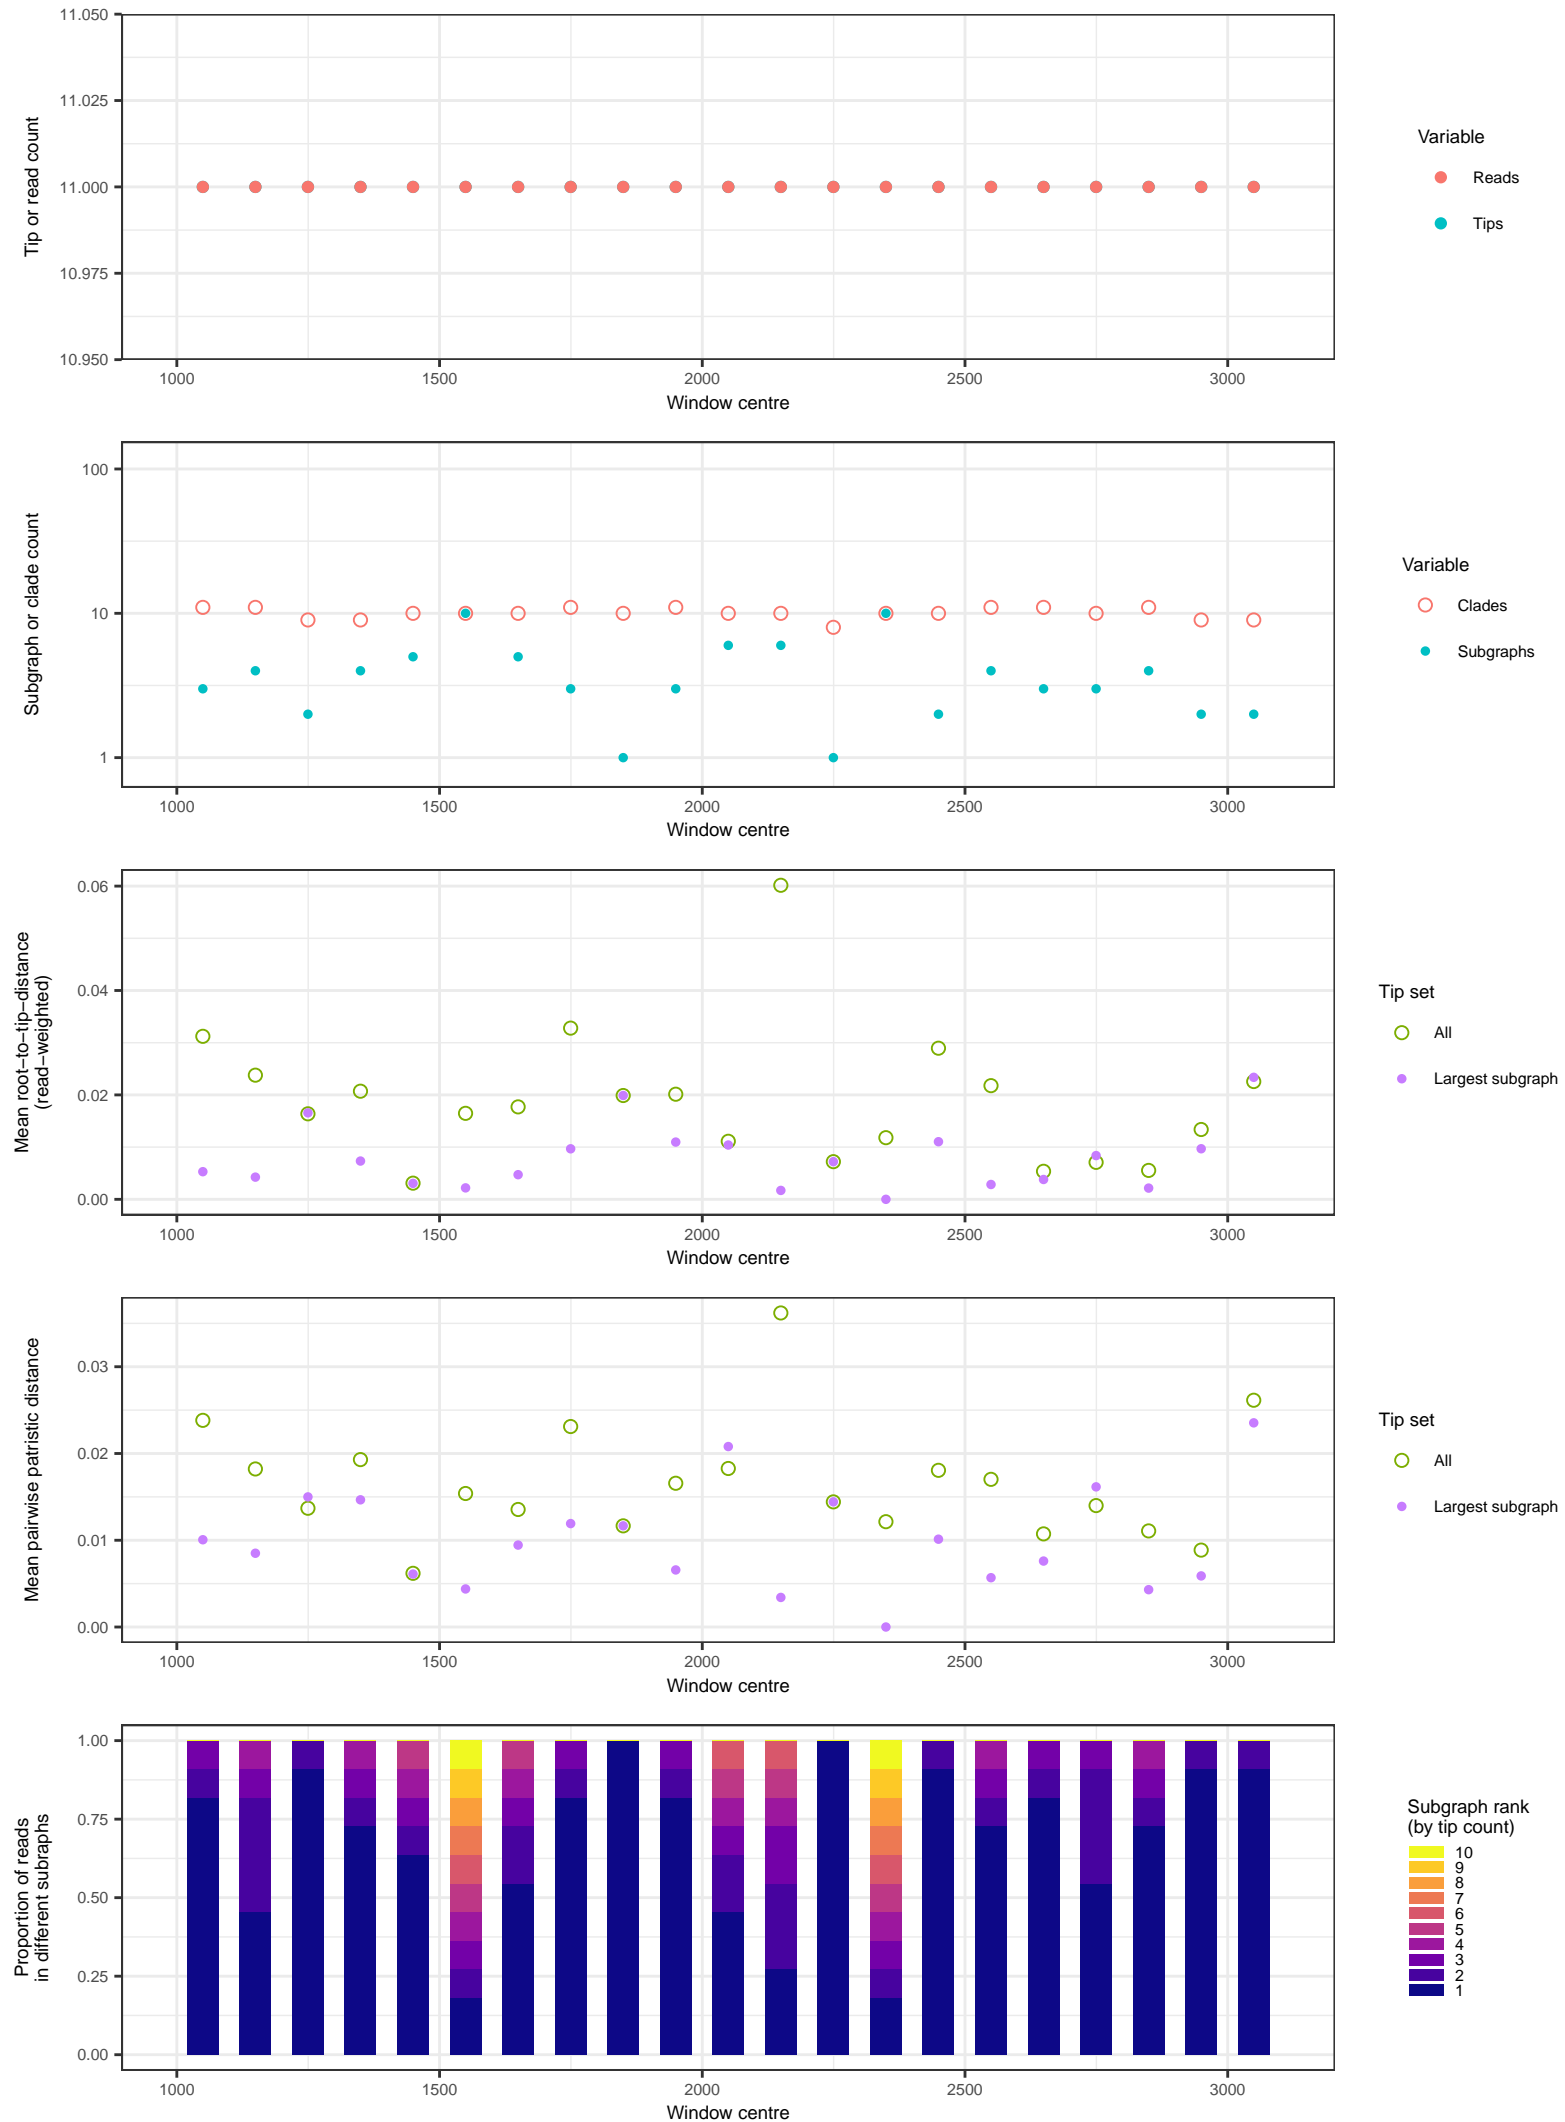 11.050
11.025
11.000
10.975
10.950
Tip or read count
1000 1500 2000 2500 3000
Window centre
Variable
Reads
Tips
100
10
1
Subgraph or clade count
1000 1500 2000 2500 3000
Window centre
Variable
Clades
Subgraphs
0.06
0.04
0.02
0.00
Mean root−to−tip−distance
(read−weighted)
1000 1500 2000 2500 3000
Window centre
Tip set
All
Largest subgraph
0.03
0.02
0.01
0.00
Mean pairwise patristic distance
1000 1500 2000 2500 3000
Window centre
Tip set
All
Largest subgraph
1.00
0.75
0.50
0.25
0.00
Proportion of reads
in different subraphs
1000 1500 2000 2500 3000
Window centre
Subgraph rank
(by tip count)
10
9
8
7
6
5
4
3
2
1